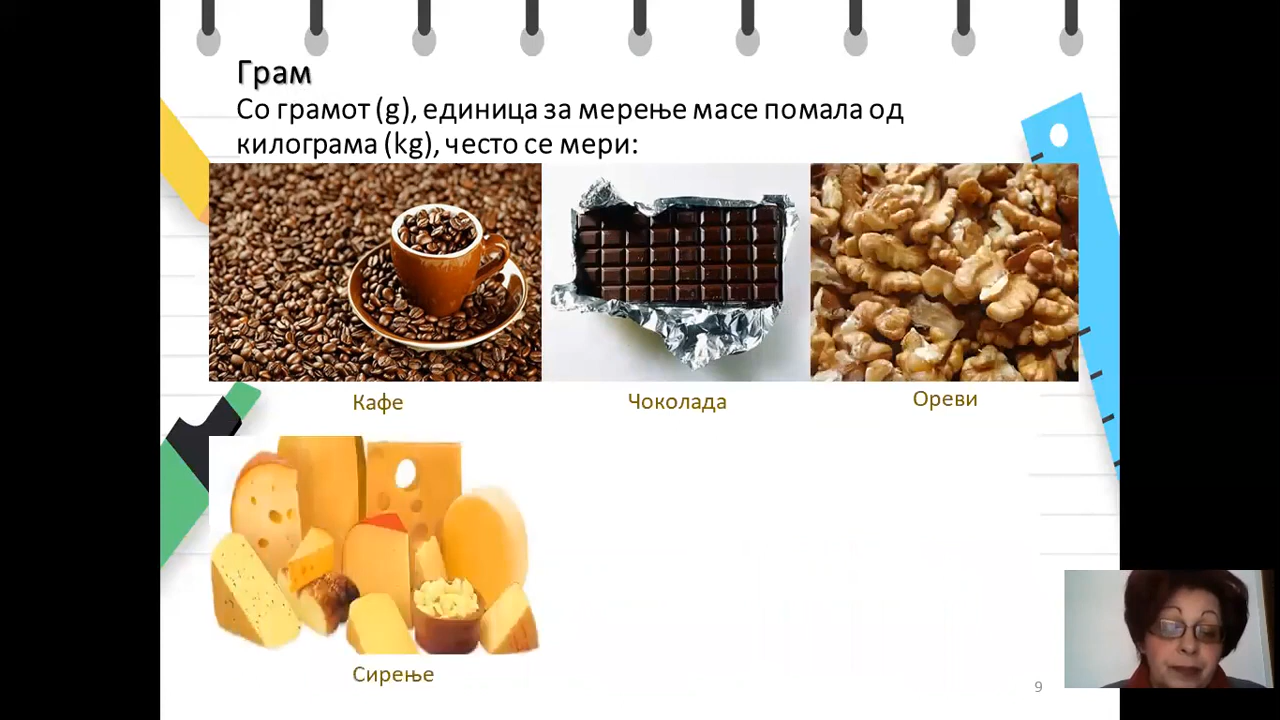 Грам
Со грамот (g), единица за мерење масе помала од
килограма (kg), често се мери:
Кафе
Чоколада
Ореви
Сирење
9